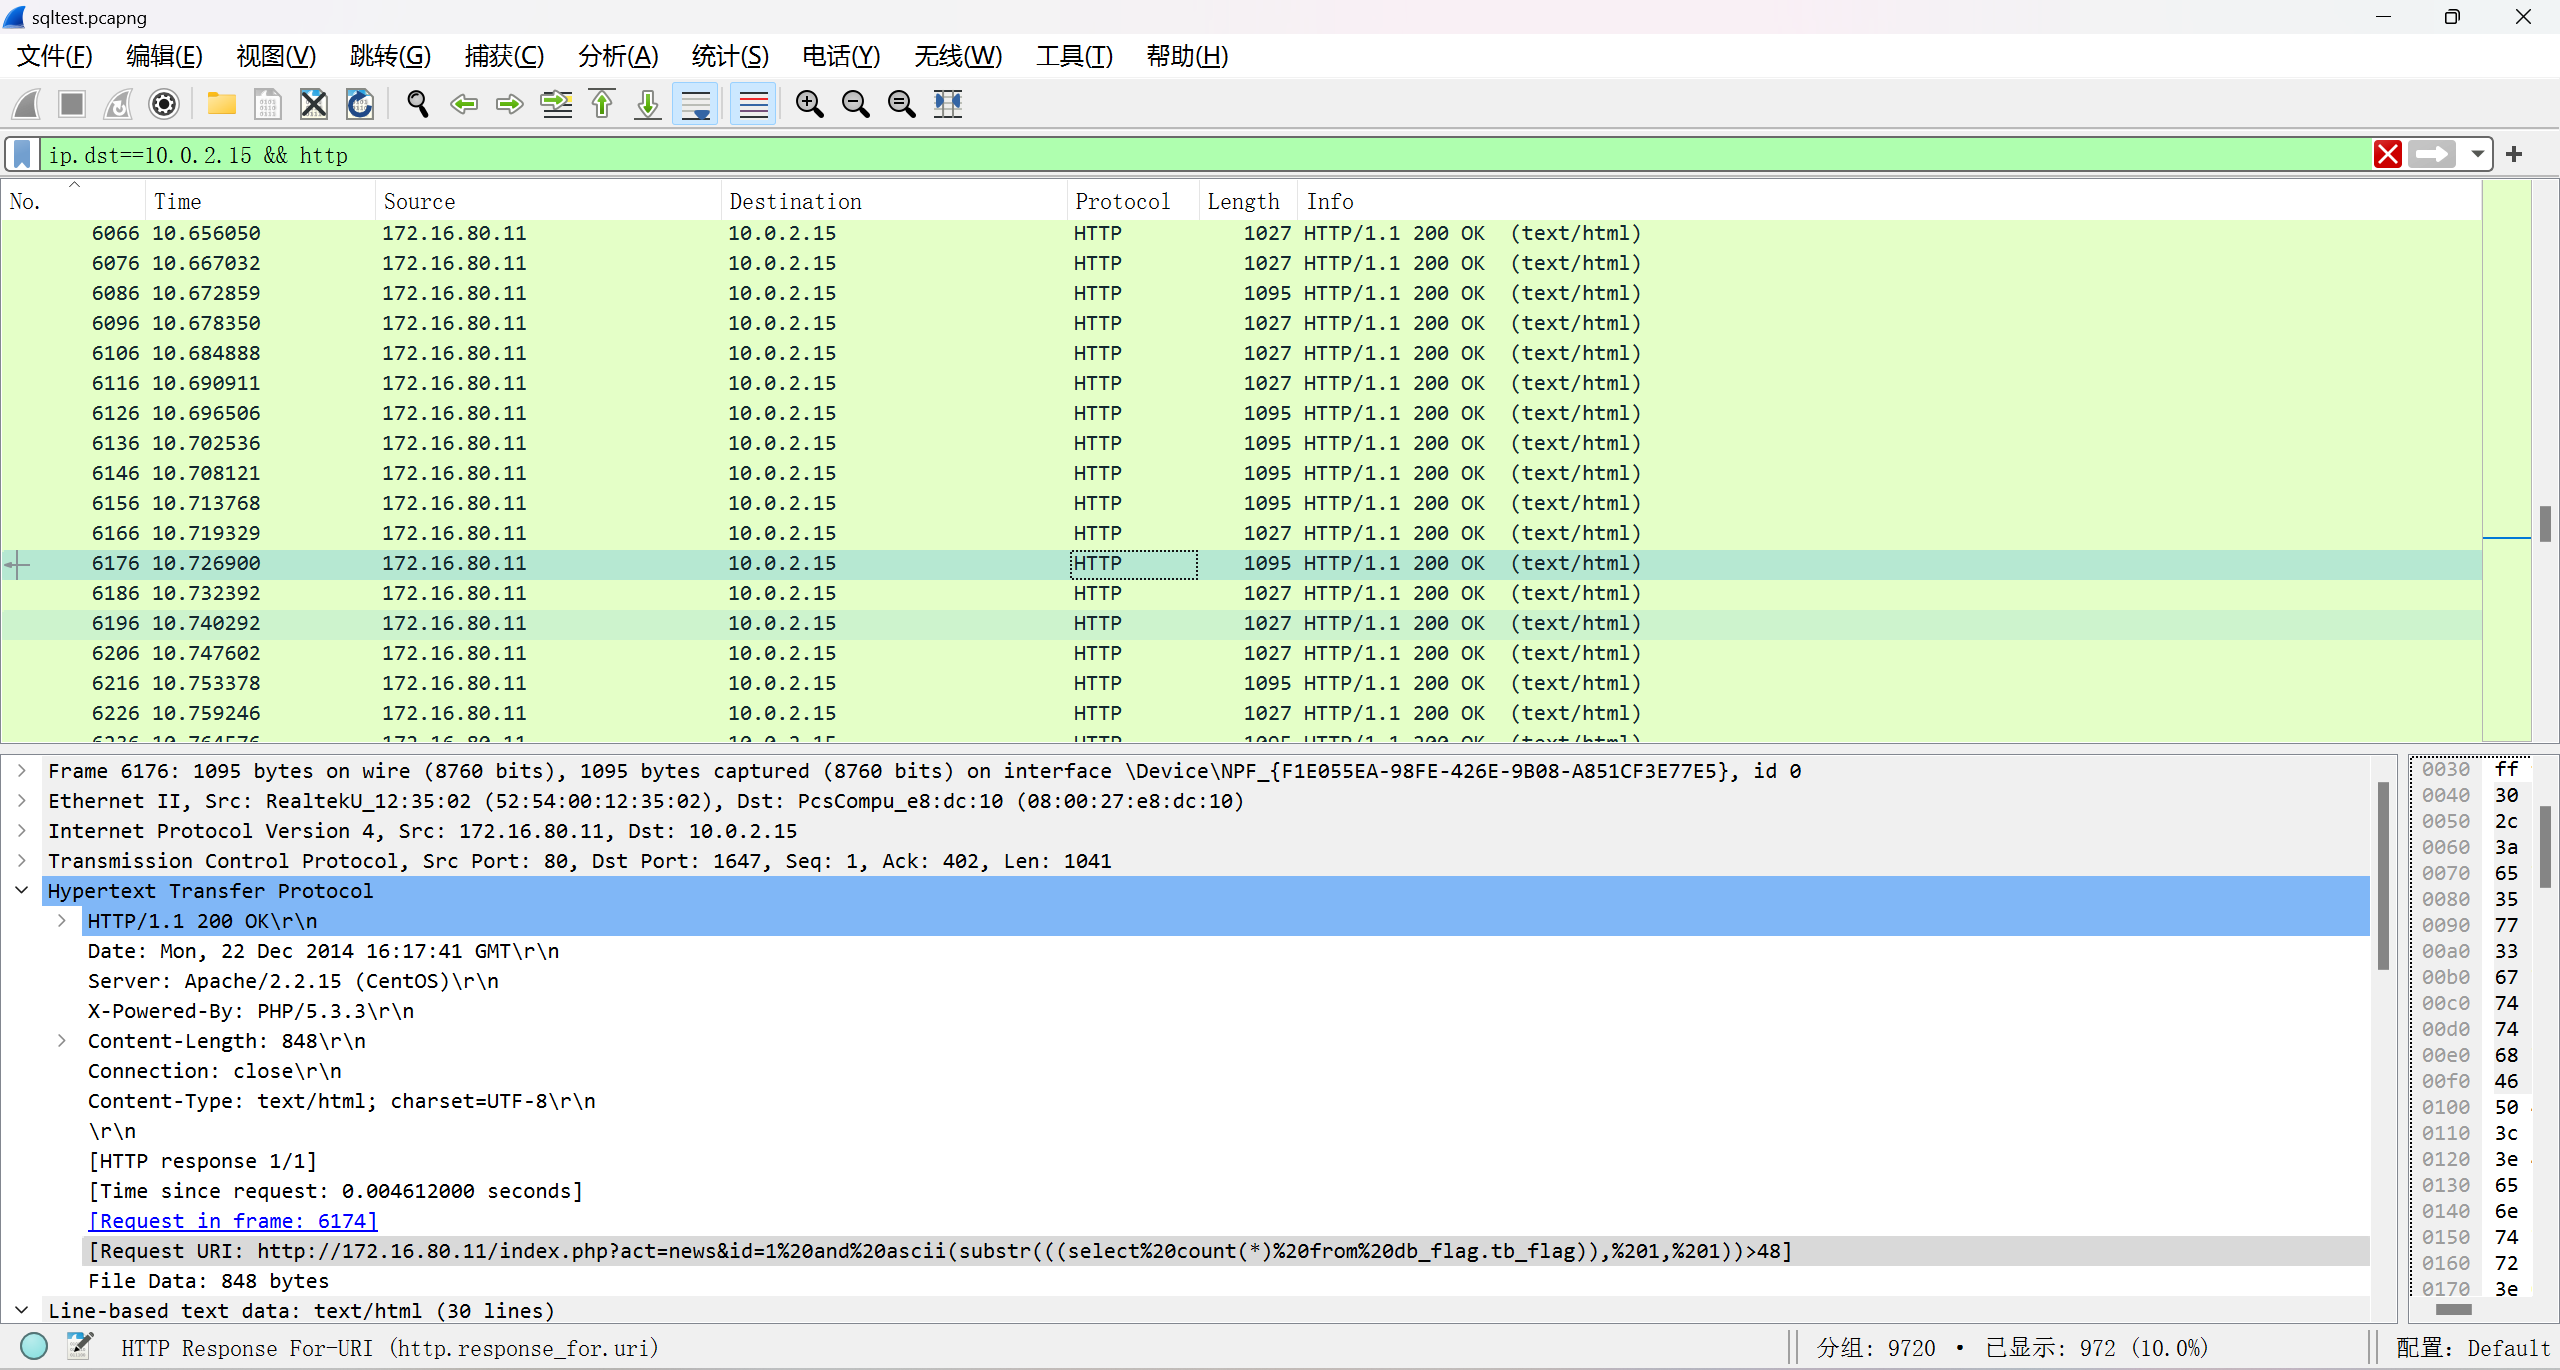 sqltest.pcapng
文件(F) 编辑(E) 视图(V) 跳转(G) 捕获(C) 分析(A) 统计(S) 电话(Y) 无线(W) 工具(T) 帮助(H)
ip.dst==10.0.2.15 && http
No. Time Source Destination Protocol Length Info
6066 10.656050 172.16.80.11 10.0.2.15 HTTP 1027 HTTP/1.1 200 OK (text/html)
6076 10.667032 172.16.80.11 10.0.2.15 HTTP 1027 HTTP/1.1 200 OK (text/html)
6086 10.672859 172.16.80.11 10.0.2.15 HTTP 1095 HTTP/1.1 200 OK (text/html)
6096 10.678350 172.16.80.11 10.0.2.15 HTTP 1027 HTTP/1.1 200 OK (text/html)
6106 10.684888 172.16.80.11 10.0.2.15 HTTP 1027 HTTP/1.1 200 OK (text/html)
6116 10.690911 172.16.80.11 10.0.2.15 HTTP 1027 HTTP/1.1 200 OK (text/html)
6126 10.696506 172.16.80.11 10.0.2.15 HTTP 1095 HTTP/1.1 200 OK (text/html)
6136 10.702536 172.16.80.11 10.0.2.15 HTTP 1095 HTTP/1.1 200 OK (text/html)
6146 10.708121 172.16.80.11 10.0.2.15 HTTP 1095 HTTP/1.1 200 OK (text/html)
6156 10.713768 172.16.80.11 10.0.2.15 HTTP 1095 HTTP/1.1 200 OK (text/html)
6166 10.719329 172.16.80.11 10.0.2.15 HTTP 1027 HTTP/1.1 200 OK (text/html)
6176 10.726900 172.16.80.11 10.0.2.15 HTTP 1095 HTTP/1.1 200 OK (text/html)
6186 10.732392 172.16.80.11 10.0.2.15 HTTP 1027 HTTP/1.1 200 OK (text/html)
6196 10.740292 172.16.80.11 10.0.2.15 HTTP 1027 HTTP/1.1 200 OK (text/html)
6206 10.747602 172.16.80.11 10.0.2.15 HTTP 1027 HTTP/1.1 200 OK (text/html)
6216 10.753378 172.16.80.11 10.0.2.15 HTTP 1095 HTTP/1.1 200 OK (text/html)
6226 10.759246 172.16.80.11 10.0.2.15 HTTP 1027 HTTP/1.1 200 OK (text/html)
Frame 6176: 1095 bytes on wire (8760 bits), 1095 bytes captured (8760 bits) on interface \Device\NPF_{F1E055EA-98FE-426E-9B08-A851CF3E77E5}, id 0
Ethernet II, Src: RealtekU_12:35:02 (52:54:00:12:35:02), Dst: PcsCompu_e8:dc:10 (08:00:27:e8:dc:10)
Internet Protocol Version 4, Src: 172.16.80.11, Dst: 10.0.2.15
Transmission Control Protocol, Src Port: 80, Dst Port: 1647, Seq: 1, Ack: 402, Len: 1041
Hypertext Transfer Protocol
HTTP/1.1 200 OK\r\n
Date: Mon, 22 Dec 2014 16:17:41 GMT\r\n
Server: Apache/2.2.15 (CentOS)\r\n
X-Powered-By: PHP/5.3.3\r\n
Content-Length: 848\r\n
Connection: close\r\n
Content-Type: text/html; charset=UTF-8\r\n
\r\n
[HTTP response 1/1]
[Time since request: 0.004612000 seconds]
[Request in frame: 6174]
[Request URI: http://172.16.80.11/index.php?act=news&id=1%20and%20ascii(substr(((select%20count(*)%20from%20db_flag.tb_flag)),%201,%201))>48]
File Data: 848 bytes
Line-based text data: text/html (30 lines)
0030 ff
0040 30
0050 2c
0060 3a
0070 65
0080 35
0090 77
00a0 33
00b0 67
00c0 74
00d0 74
00e0 68
00f0 46
0100 50
0110 3c
0120 3e
0130 65
0140 6e
0150 74
0160 72
0170 3e
HTTP Response For-URI (http.response_for.uri)
分组: 9720 · 已显示: 972 (10.0%)
配置: Default